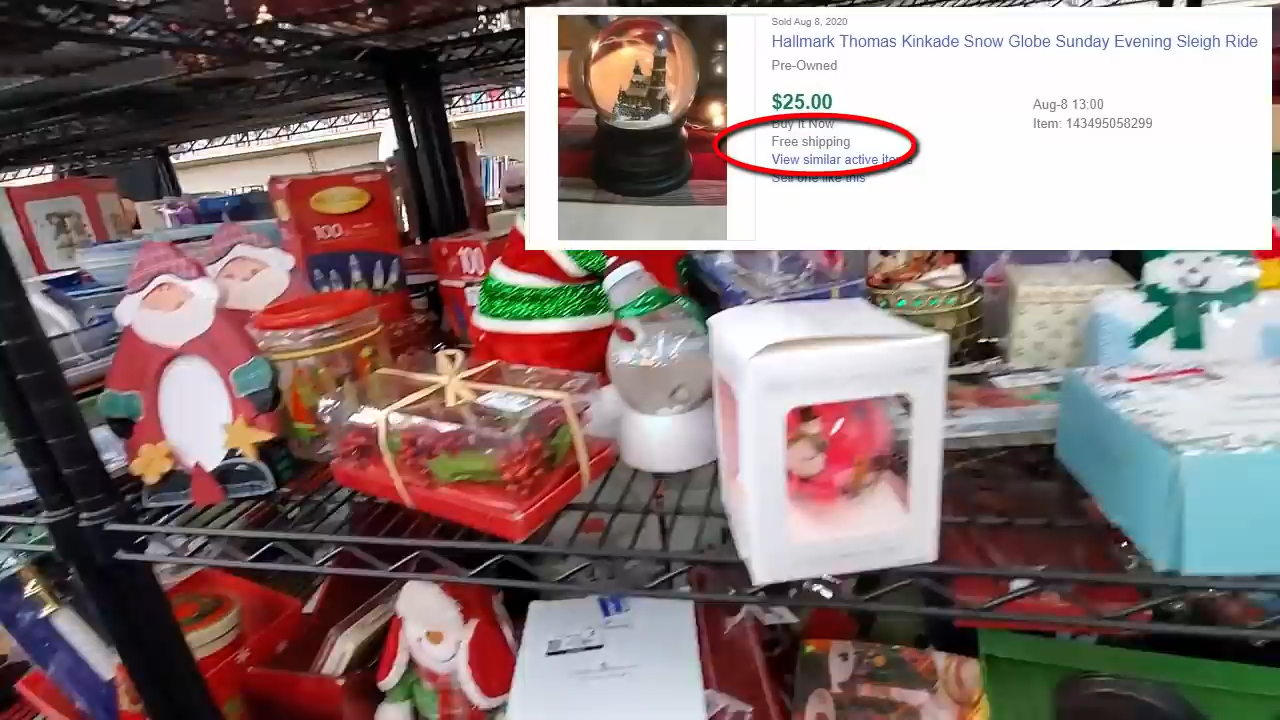 Sold Aug 8, 2020
Hallmark Thomas Kinkade Snow Globe Sunday Evening Sleigh Ride
Pre-Owned
$25.00
Aug-8 13:00
Buy It Now
Item: 143495058299
Free shipping
View similar active items
Sell one like this
100
100